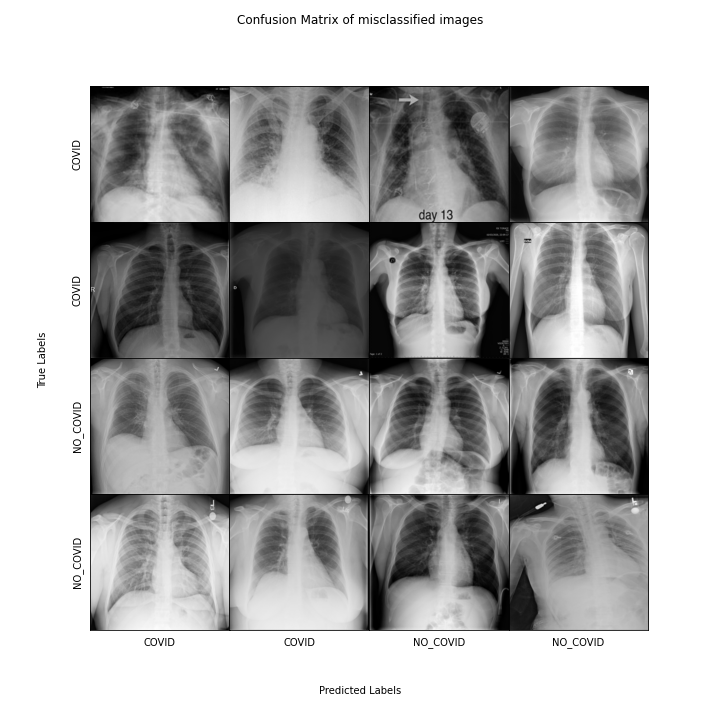 Confusion Matrix of misclassified images
COVID
day 13
COVID
True Labels
NO_COVID
NO_COVID
COVID
COVID
NO_COVID
NO_COVID
Predicted Labels